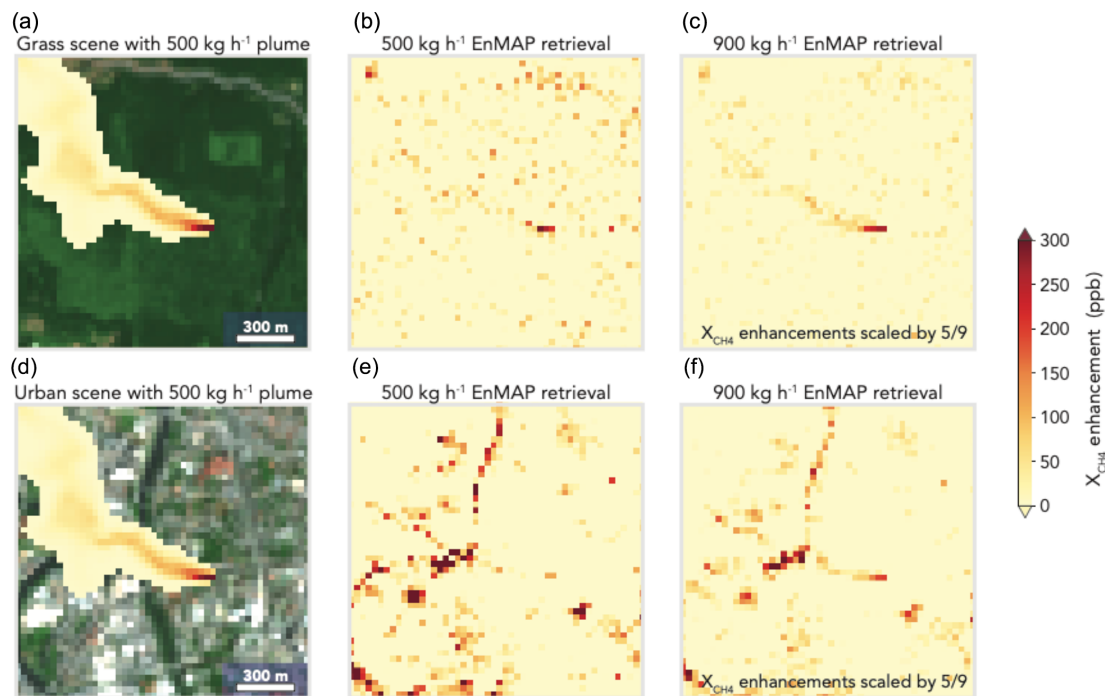 (a)
Grass scene with 500 kg h⁻¹ plume
300 m
(b)
500 kg h⁻¹ EnMAP retrieval
(c)
900 kg h⁻¹ EnMAP retrieval
X_CH4 enhancements scaled by 5/9
(d)
Urban scene with 500 kg h⁻¹ plume
300 m
(e)
500 kg h⁻¹ EnMAP retrieval
(f)
900 kg h⁻¹ EnMAP retrieval
X_CH4 enhancements scaled by 5/9
300
250
200
150
100
50
0
X_CH4 enhancement (ppb)